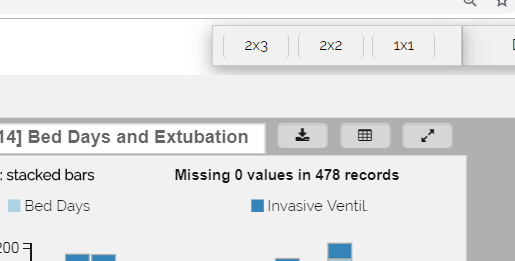 2x3 2x2 1x1
14] Bed Days and Extubation
: stacked bars Missing 0 values in 478 records
Bed Days Invasive Ventil.
200